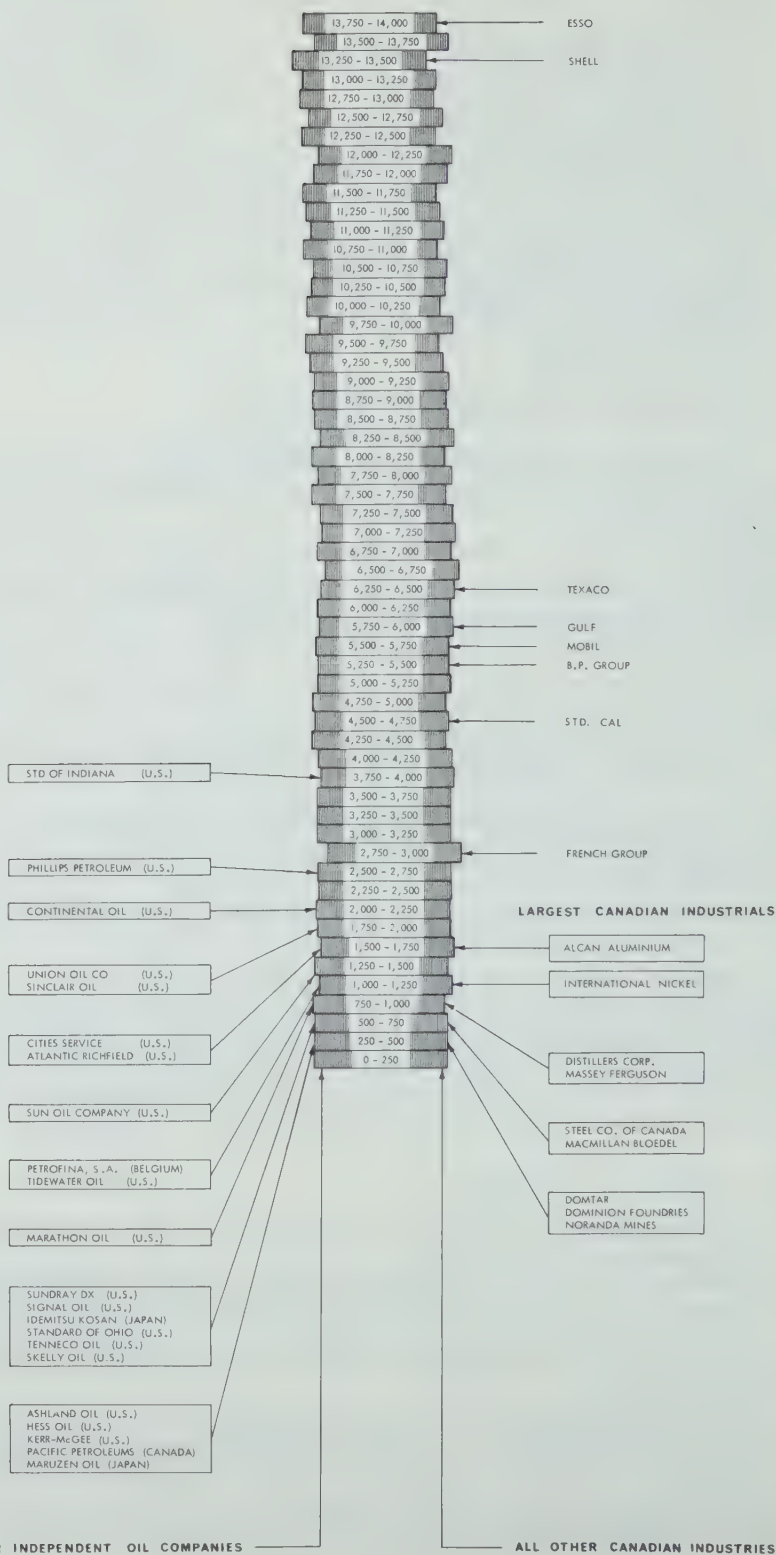 13,750 - 14,000
ESSO
13,500 - 13,750
13,250 - 13,500
SHELL
13,000 - 13,250
12,750 - 13,000
12,500 - 12,750
12,250 - 12,500
12,000 - 12,250
11,750 - 12,000
11,500 - 11,750
11,250 - 11,500
11,000 - 11,250
10,750 - 11,000
10,500 - 10,750
10,250 - 10,500
10,000 - 10,250
9,750 - 10,000
9,500 - 9,750
9,250 - 9,500
9,000 - 9,250
8,750 - 9,000
8,500 - 8,750
8,250 - 8,500
8,000 - 8,250
7,750 - 8,000
7,500 - 7,750
7,250 - 7,500
7,000 - 7,250
6,750 - 7,000
6,500 - 6,750
6,250 - 6,500
TEXACO
6,000 - 6,250
5,750 - 6,000
GULF
5,500 - 5,750
MOBIL
5,250 - 5,500
B.P. GROUP
5,000 - 5,250
4,750 - 5,000
4,500 - 4,750
STD. CAL
4,250 - 4,500
4,000 - 4,250
3,750 - 4,000
3,500 - 3,750
3,250 - 3,500
3,000 - 3,250
2,750 - 3,000
FRENCH GROUP
2,500 - 2,750
2,250 - 2,500
2,000 - 2,250
1,750 - 2,000
1,500 - 1,750
1,250 - 1,500
1,000 - 1,250
750 - 1,000
500 - 750
250 - 500
0 - 250
STD OF INDIANA (U.S.)
PHILLIPS PETROLEUM (U.S.)
CONTINENTAL OIL (U.S.)
UNION OIL CO (U.S.)
SINCLAIR OIL (U.S.)
CITIES SERVICE (U.S.)
ATLANTIC RICHFIELD (U.S.)
SUN OIL COMPANY (U.S.)
PETROFINA, S.A. (BELGIUM)
TIDEWATER OIL (U.S.)
MARATHON OIL (U.S.)
SUNDRAY DX (U.S.)
SIGNAL OIL (U.S.)
IDEMITSU KOSAN (JAPAN)
STANDARD OF OHIO (U.S.)
TENNECO OIL (U.S.)
SKELLY OIL (U.S.)
ASHLAND OIL (U.S.)
HESS OIL (U.S.)
KERR-McGEE (U.S.)
PACIFIC PETROLEUMS (CANADA)
MARUZEN OIL (JAPAN)
LARGEST CANADIAN INDUSTRIALS
ALCAN ALUMINIUM
INTERNATIONAL NICKEL
DISTILLERS CORP.
MASSEY FERGUSON
STEEL CO. OF CANADA
MACMILLAN BLOEDEL
DOMTAR
DOMINION FOUNDRIES
NORANDA MINES
INDEPENDENT OIL COMPANIES
ALL OTHER CANADIAN INDUSTRIES